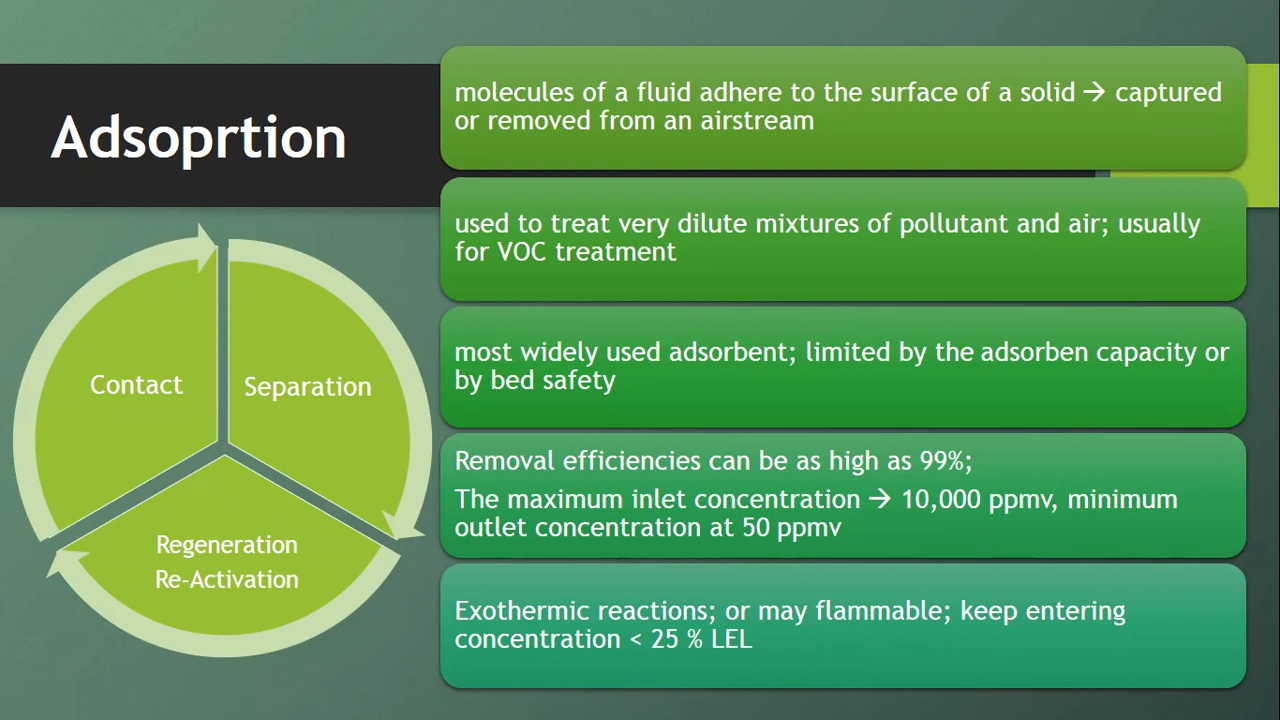 Adsoprtion
molecules of a fluid adhere to the surface of a solid → captured
or removed from an airstream
used to treat very dilute mixtures of pollutant and air; usually
for VOC treatment
most widely used adsorbent; limited by the adsorben capacity or
by bed safety
Removal efficiencies can be as high as 99%;
The maximum inlet concentration → 10,000 ppmv, minimum
outlet concentration at 50 ppmv
Exothermic reactions; or may flammable; keep entering
concentration < 25 % LEL
Contact
Separation
Regeneration
Re-Activation